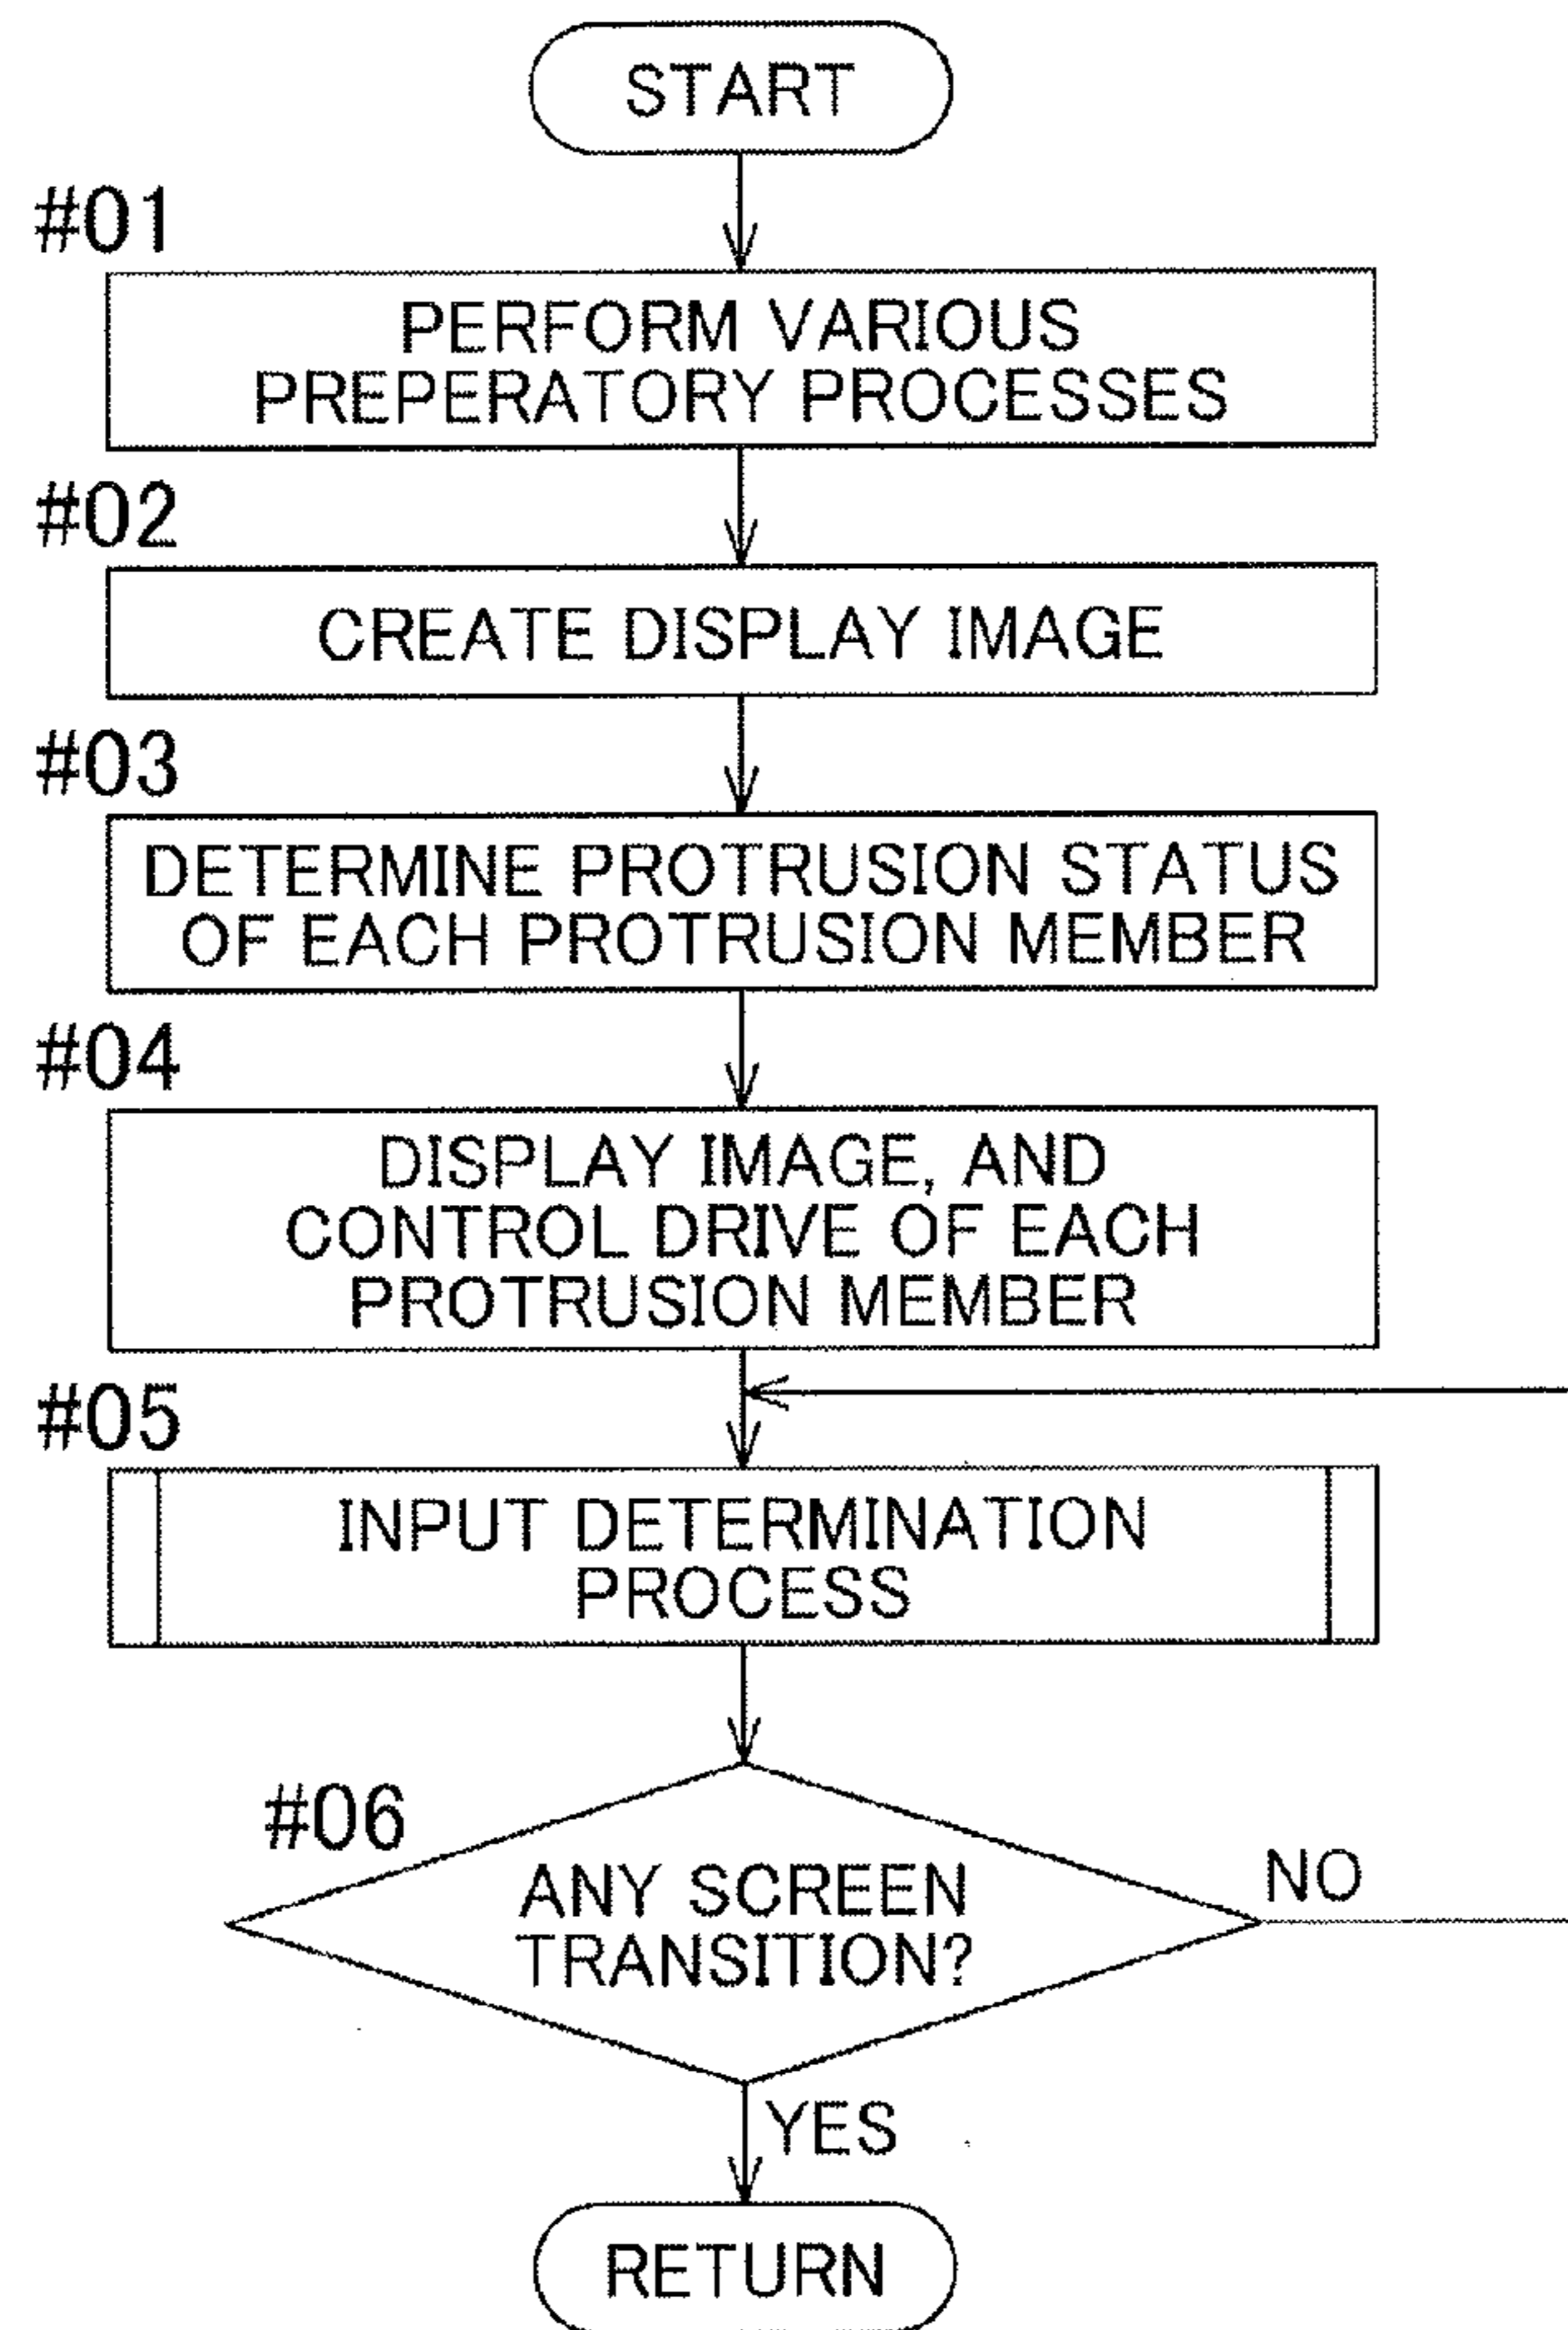 START
#01
PERFORM VARIOUS
PREPERATORY PROCESSES
#02
CREATE DISPLAY IMAGE
#03
DETERMINE PROTRUSION STATUS
OF EACH PROTRUSION MEMBER
#04
DISPLAY IMAGE, AND
CONTROL DRIVE OF EACH
PROTRUSION MEMBER
#05
INPUT DETERMINATION
PROCESS
#06
ANY SCREEN
TRANSITION?
NO
YES
RETURN